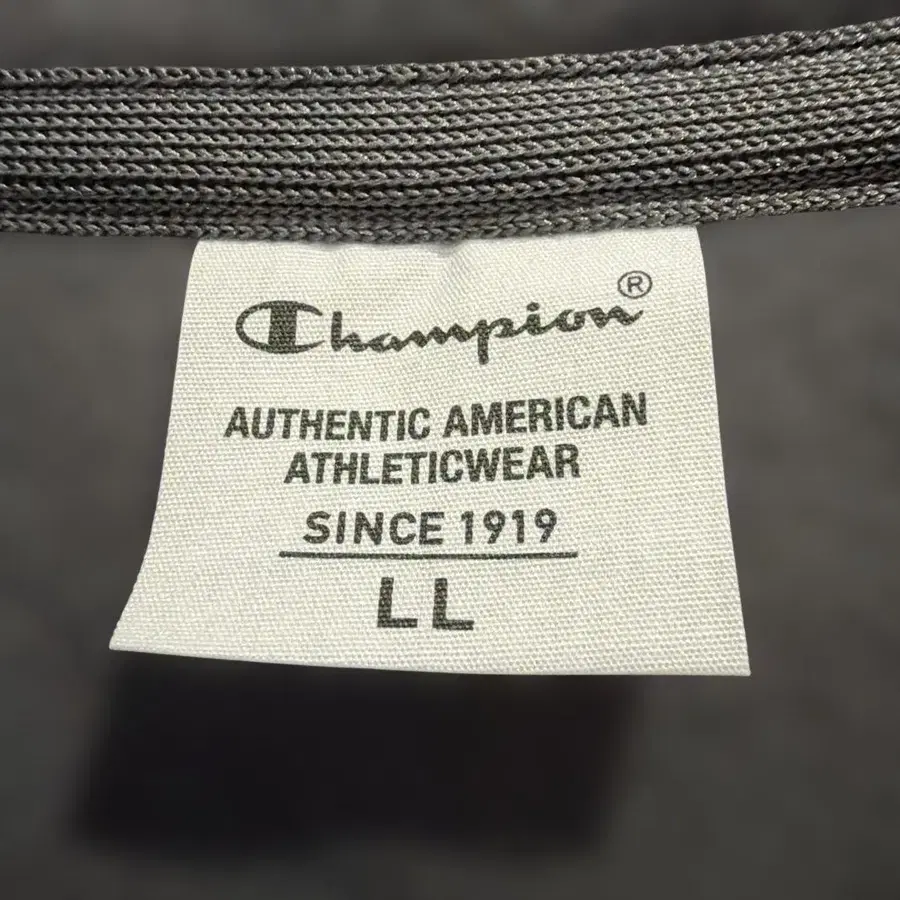 Champion®
AUTHENTIC AMERICAN
ATHLETICWEAR
SINCE 1919
LL